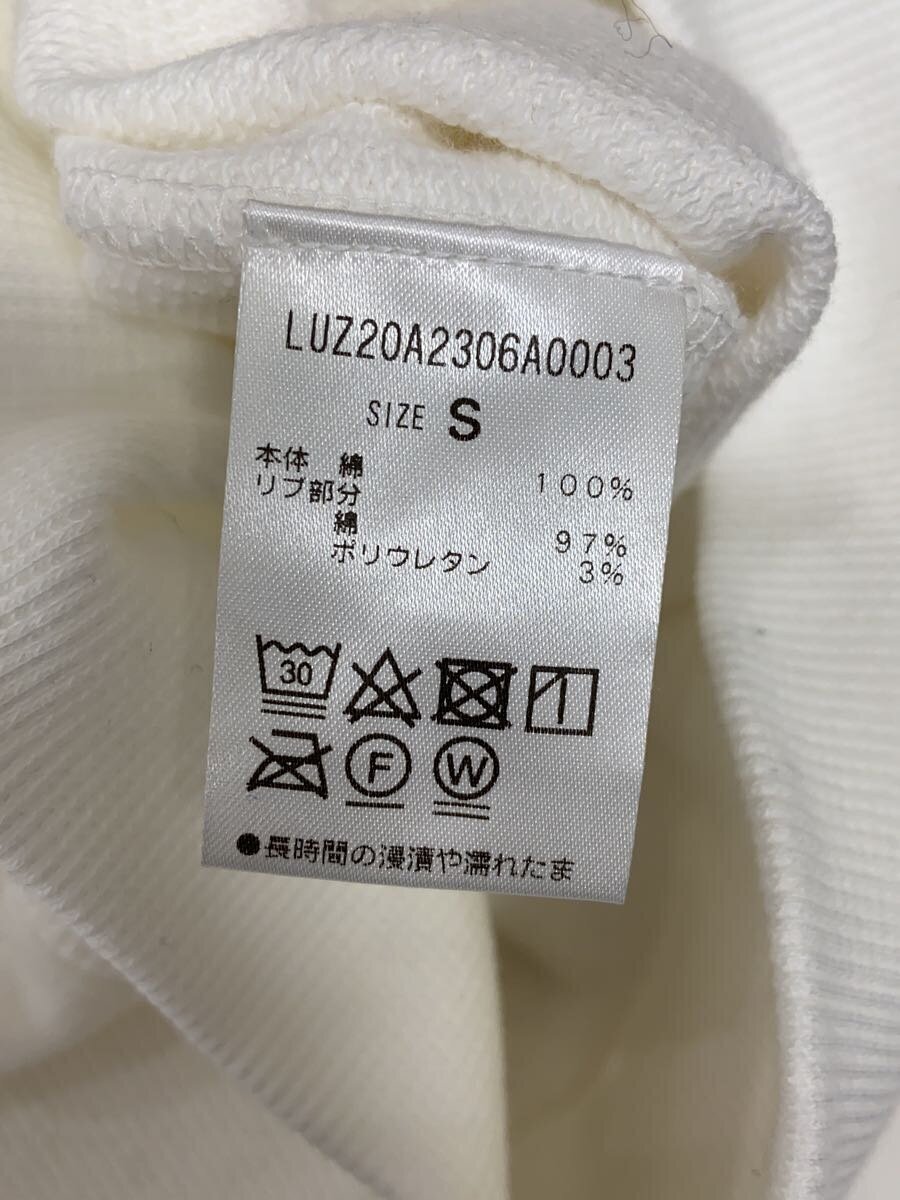 LUZ20A2306A0003
SIZE S
本体 綿 100%
リブ部分
綿 97%
ポリウレタン 3%
30
F W
●長時間の浸漬や濡れたま